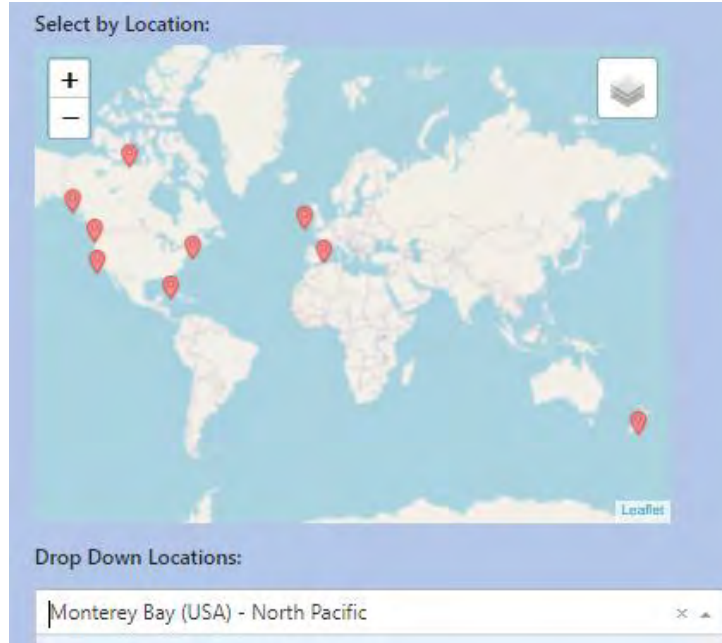 Select by Location:
+
−
Leaflet
Drop Down Locations:
Monterey Bay (USA) - North Pacific ×